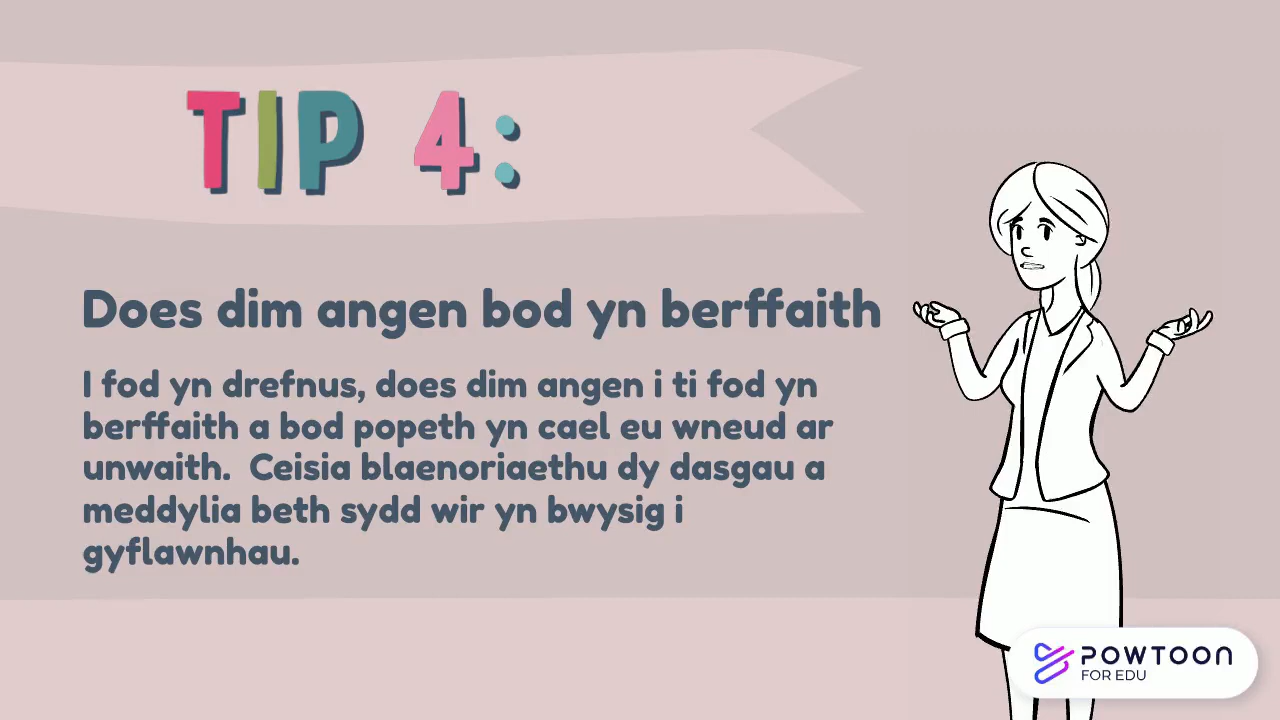 TIP 4:
Does dim angen bod yn berffaith
I fod yn drefnus, does dim angen i ti fod yn
berffaith a bod popeth yn cael eu wneud ar
unwaith. Ceisia blaenoriaethu dy dasgau a
meddylia beth sydd wir yn bwysig i
gyflawnhau.
POWTOON
FOR EDU